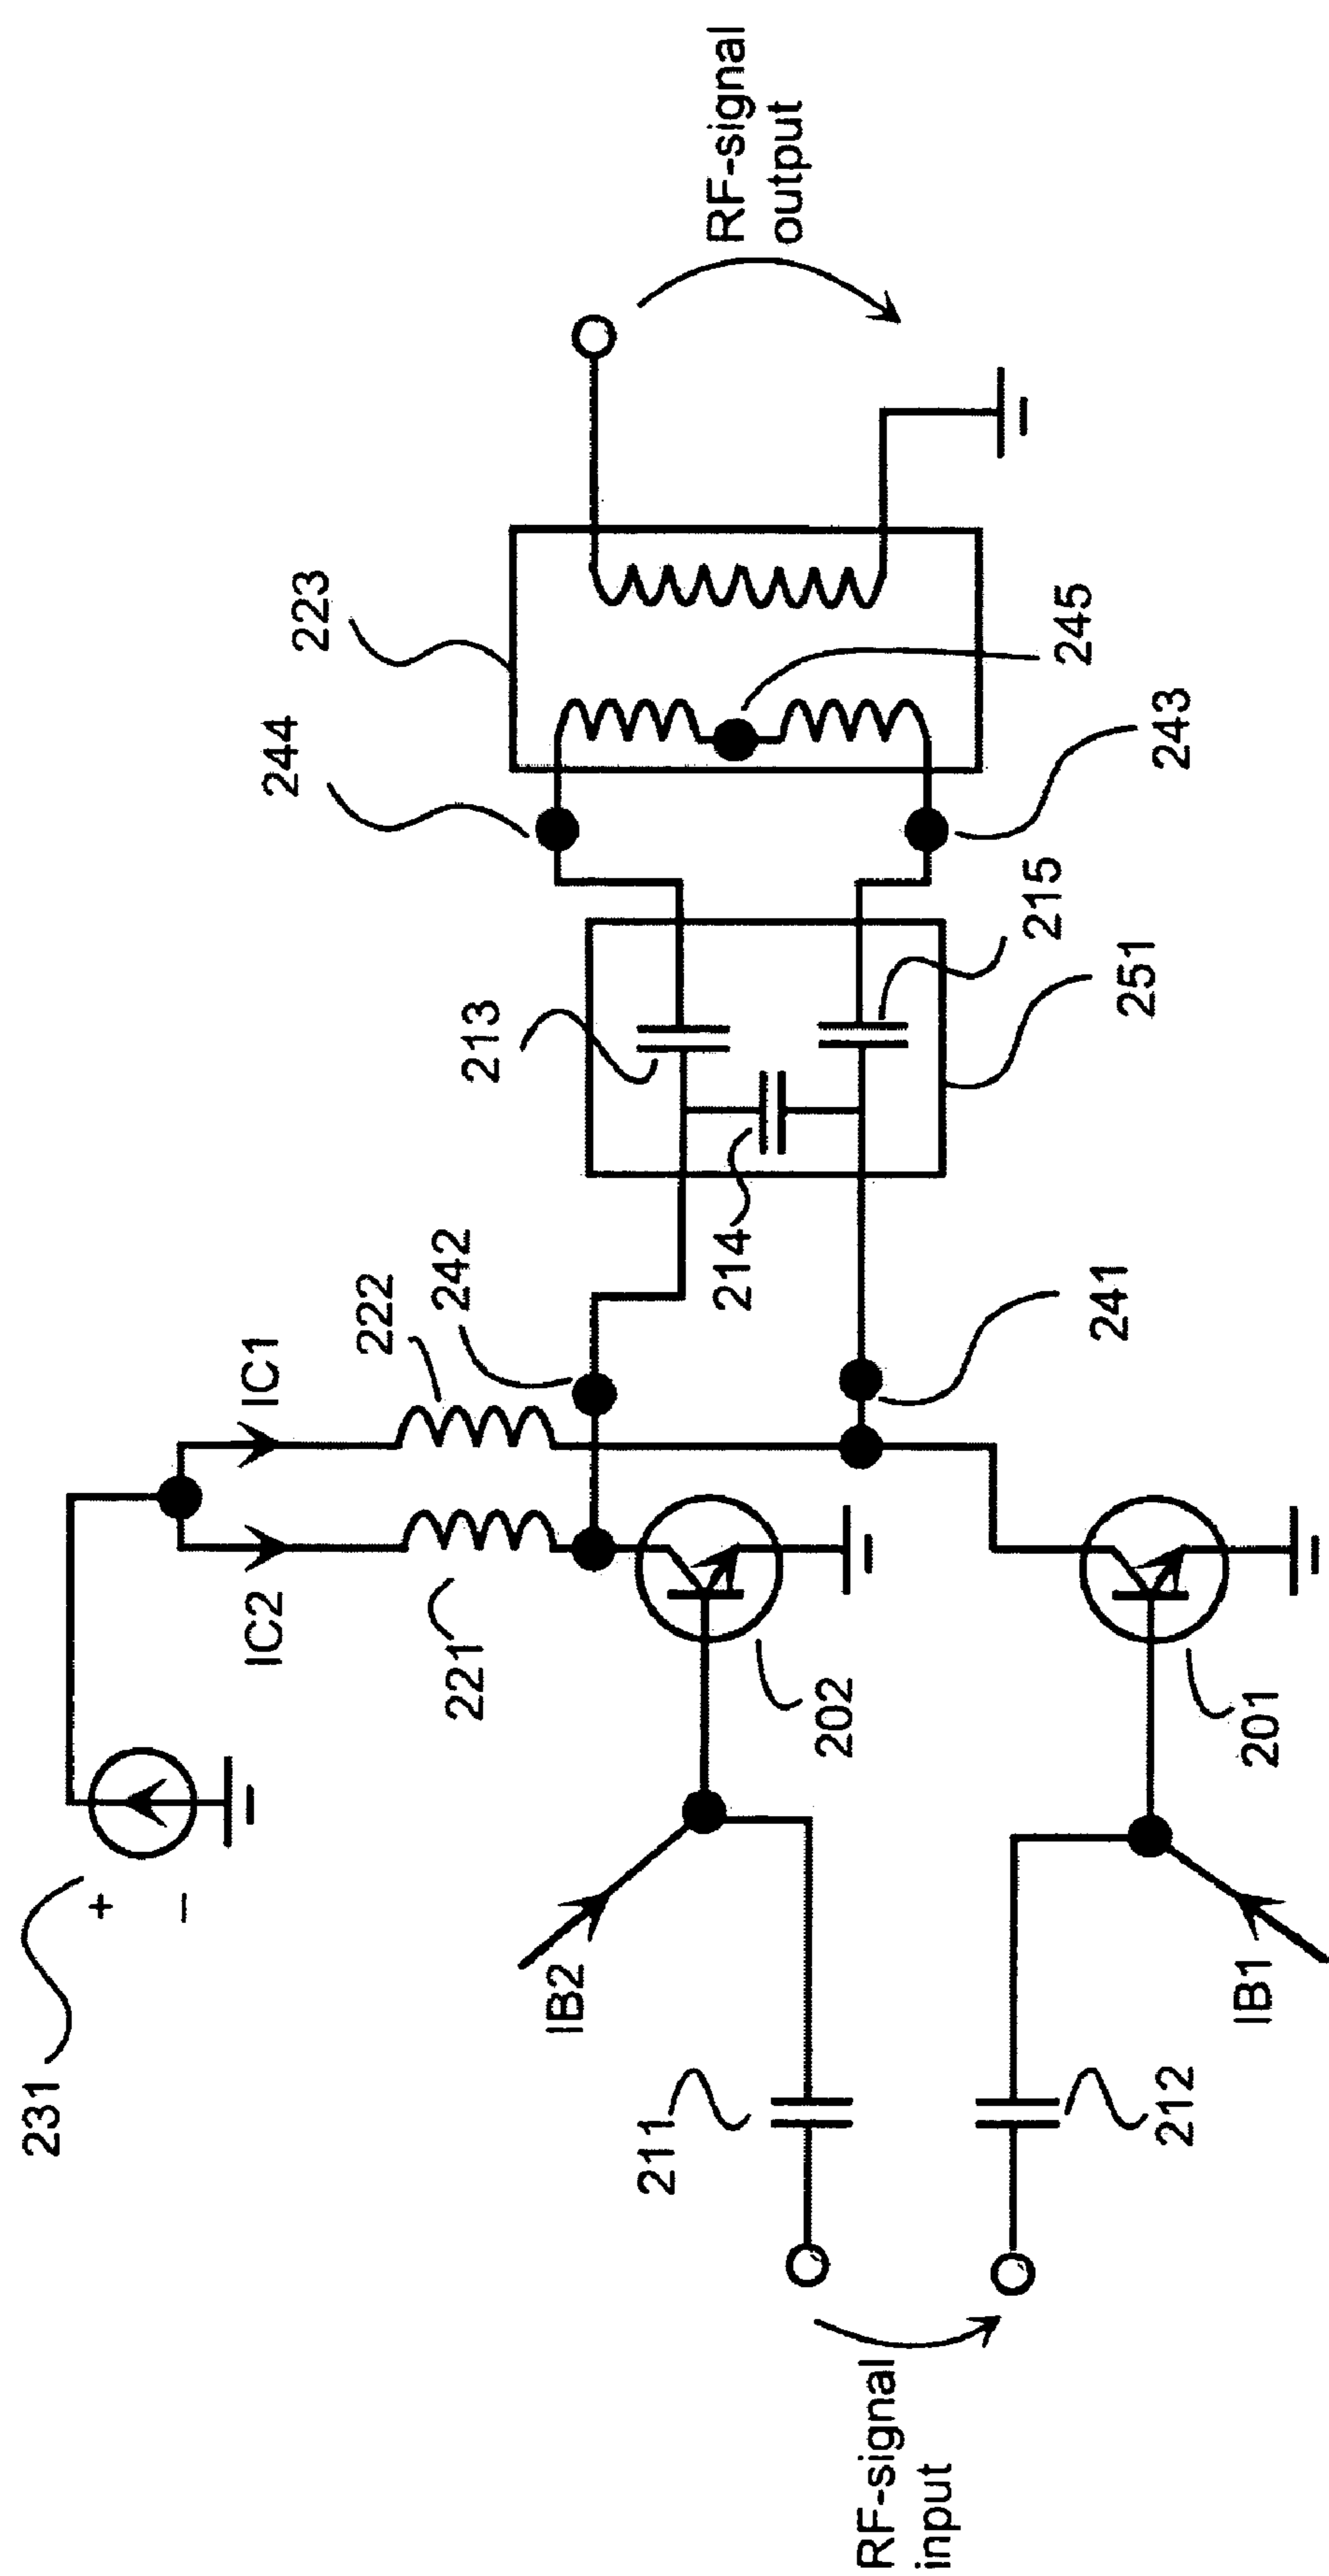 231
+
–
IC2
IC1
221
222
242
244
223
213
214
215
251
245
243
241
RF-signal
output
IB2
202
211
212
201
IB1
RF-signal
input